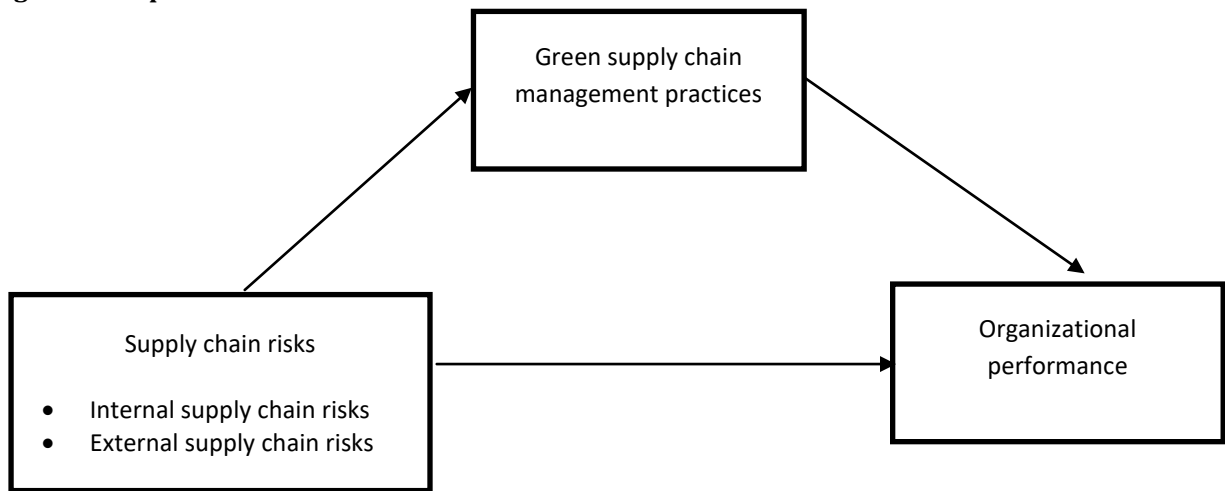 Green supply chain
management practices
Supply chain risks
• Internal supply chain risks
• External supply chain risks
Organizational
performance